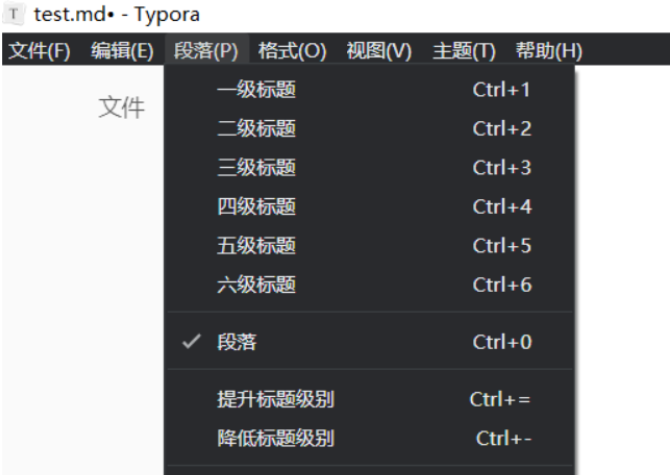 T test.md• - Typora
文件(F) 编辑(E) 段落(P) 格式(O) 视图(V) 主题(T) 帮助(H)
文件
一级标题 Ctrl+1
二级标题 Ctrl+2
三级标题 Ctrl+3
四级标题 Ctrl+4
五级标题 Ctrl+5
六级标题 Ctrl+6
段落 Ctrl+0
提升标题级别 Ctrl+=
降低标题级别 Ctrl+-